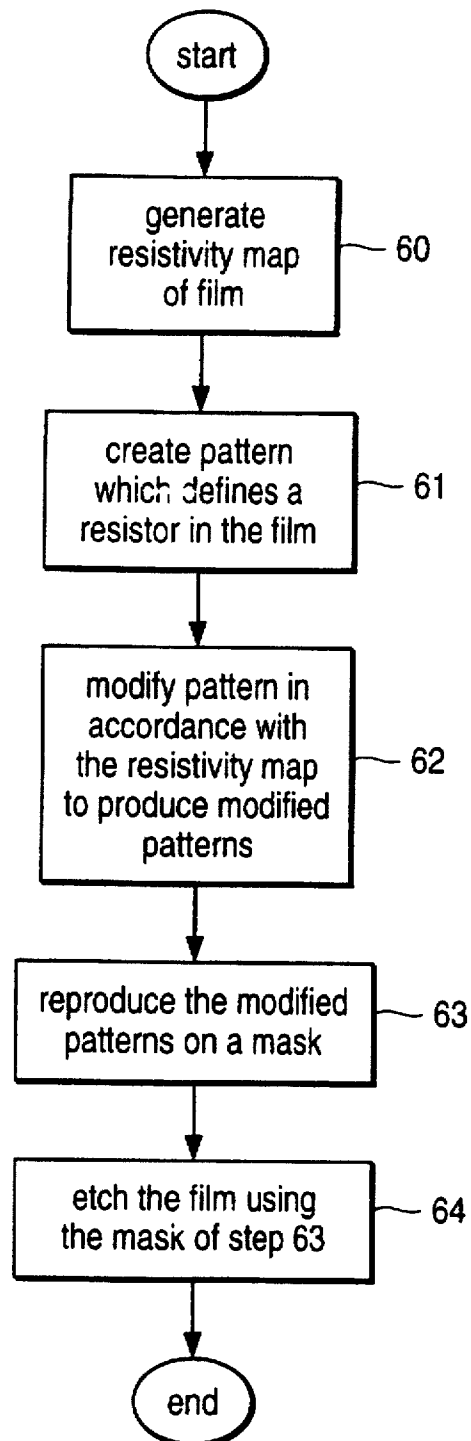 start
generate
resistivity map
of film
60
create pattern
which defines a
resistor in the film
61
modify pattern in
accordance with
the resistivity map
to produce modified
patterns
62
reproduce the modified
patterns on a mask
63
etch the film using
the mask of step 63
64
end